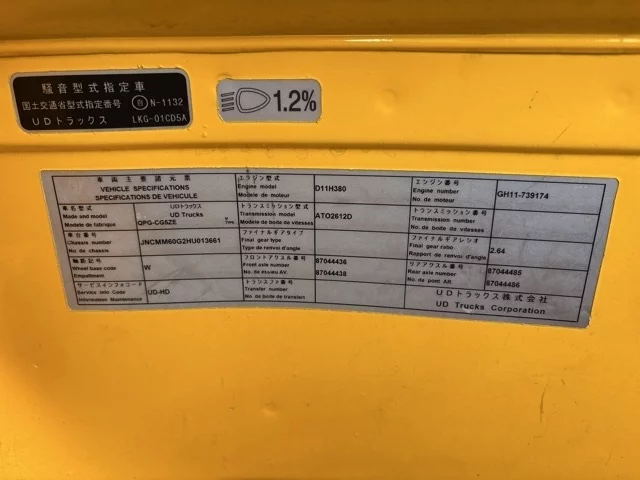 騒音型式指定車
国土交通省型式指定番号 自 N-1132
UDトラックス LKG-01CD5A
1.2%
車両主要諸元票
VEHICLE SPECIFICATIONS
SPECIFICATIONS DE VEHICULE
車名型式
Made and model
Modele de fabrique
UDトラックス
UD Trucks
QPG-CG5ZE
車台番号
Chassis number
No. de chassis
JNCMM60G2HU013661
軸距記号
Wheel base code
Empattement
W
サービスインフォコード
Service Info Code
Information Maintenance
UD-HD
エンジン型式
Engine model
Modele de moteur
D11H380
トランスミッション型式
Transmission model
Modele de boite de vitesses
ATO2612D
ファイナルギアタイプ
Final gear type
Type de renvoi d'angle
フロントアクスル番号
Front axle number
No de essieu AV.
87044436
87044438
トランスファ番号
Transfer number
No de boite de transfert
エンジン番号
Engine number
No. de moteur
GH11-739174
トランスミッション番号
Transmission number
No. de boite de vitesses
ファイナルギアレシオ
Final gear ratio
Rapport de renvoi d'angle
2.64
リアアクスル番号
Rear axle number
No. de pont AR.
87044485
87044486
UDトラックス株式会社
UD Trucks Corporation